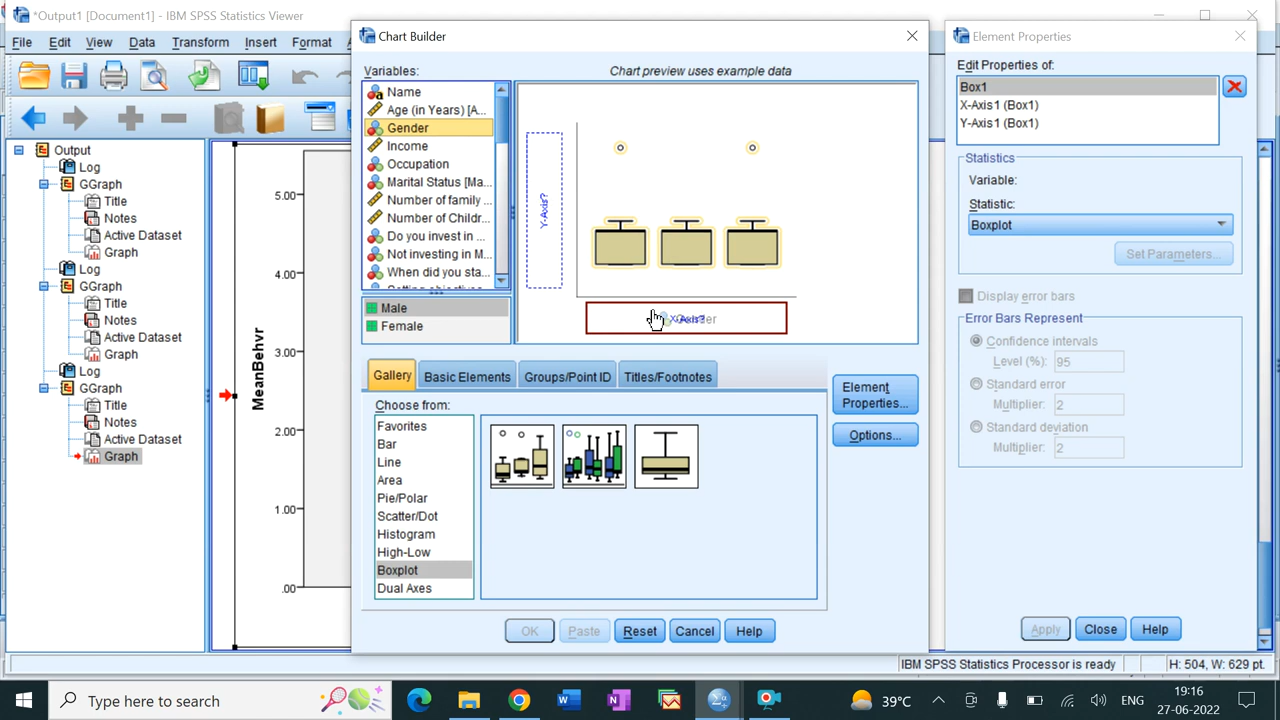 *Output1 [Document1] - IBM SPSS Statistics Viewer
File Edit View Data Transform Insert Format
Output
Log
GGraph
Title
Notes
Active Dataset
Graph
Log
GGraph
Title
Notes
Active Dataset
Graph
Log
GGraph
Title
Notes
Active Dataset
Graph
MeanBehvr
5.00
4.00
3.00
2.00
1.00
.00
Chart Builder
Variables:
Name
Age (in Years) [A...
Gender
Income
Occupation
Marital Status [Ma...
Number of family ...
Number of Childr...
Do you invest in ...
Not investing in M...
When did you sta...
Male
Female
Chart preview uses example data
Y-Axis?
X-Axis?
Gallery Basic Elements Groups/Point ID Titles/Footnotes
Choose from:
Favorites
Bar
Line
Area
Pie/Polar
Scatter/Dot
Histogram
High-Low
Boxplot
Dual Axes
Element Properties...
Options...
OK Paste Reset Cancel Help
Element Properties
Edit Properties of:
Box1
X-Axis1 (Box1)
Y-Axis1 (Box1)
Statistics
Variable:
Statistic:
Boxplot
Set Parameters...
Display error bars
Error Bars Represent
Confidence intervals
Level (%): 95
Standard error
Multiplier: 2
Standard deviation
Multiplier: 2
Apply Close Help
IBM SPSS Statistics Processor is ready H: 504, W: 629 pt.
Type here to search
39°C
ENG
19:16
27-06-2022